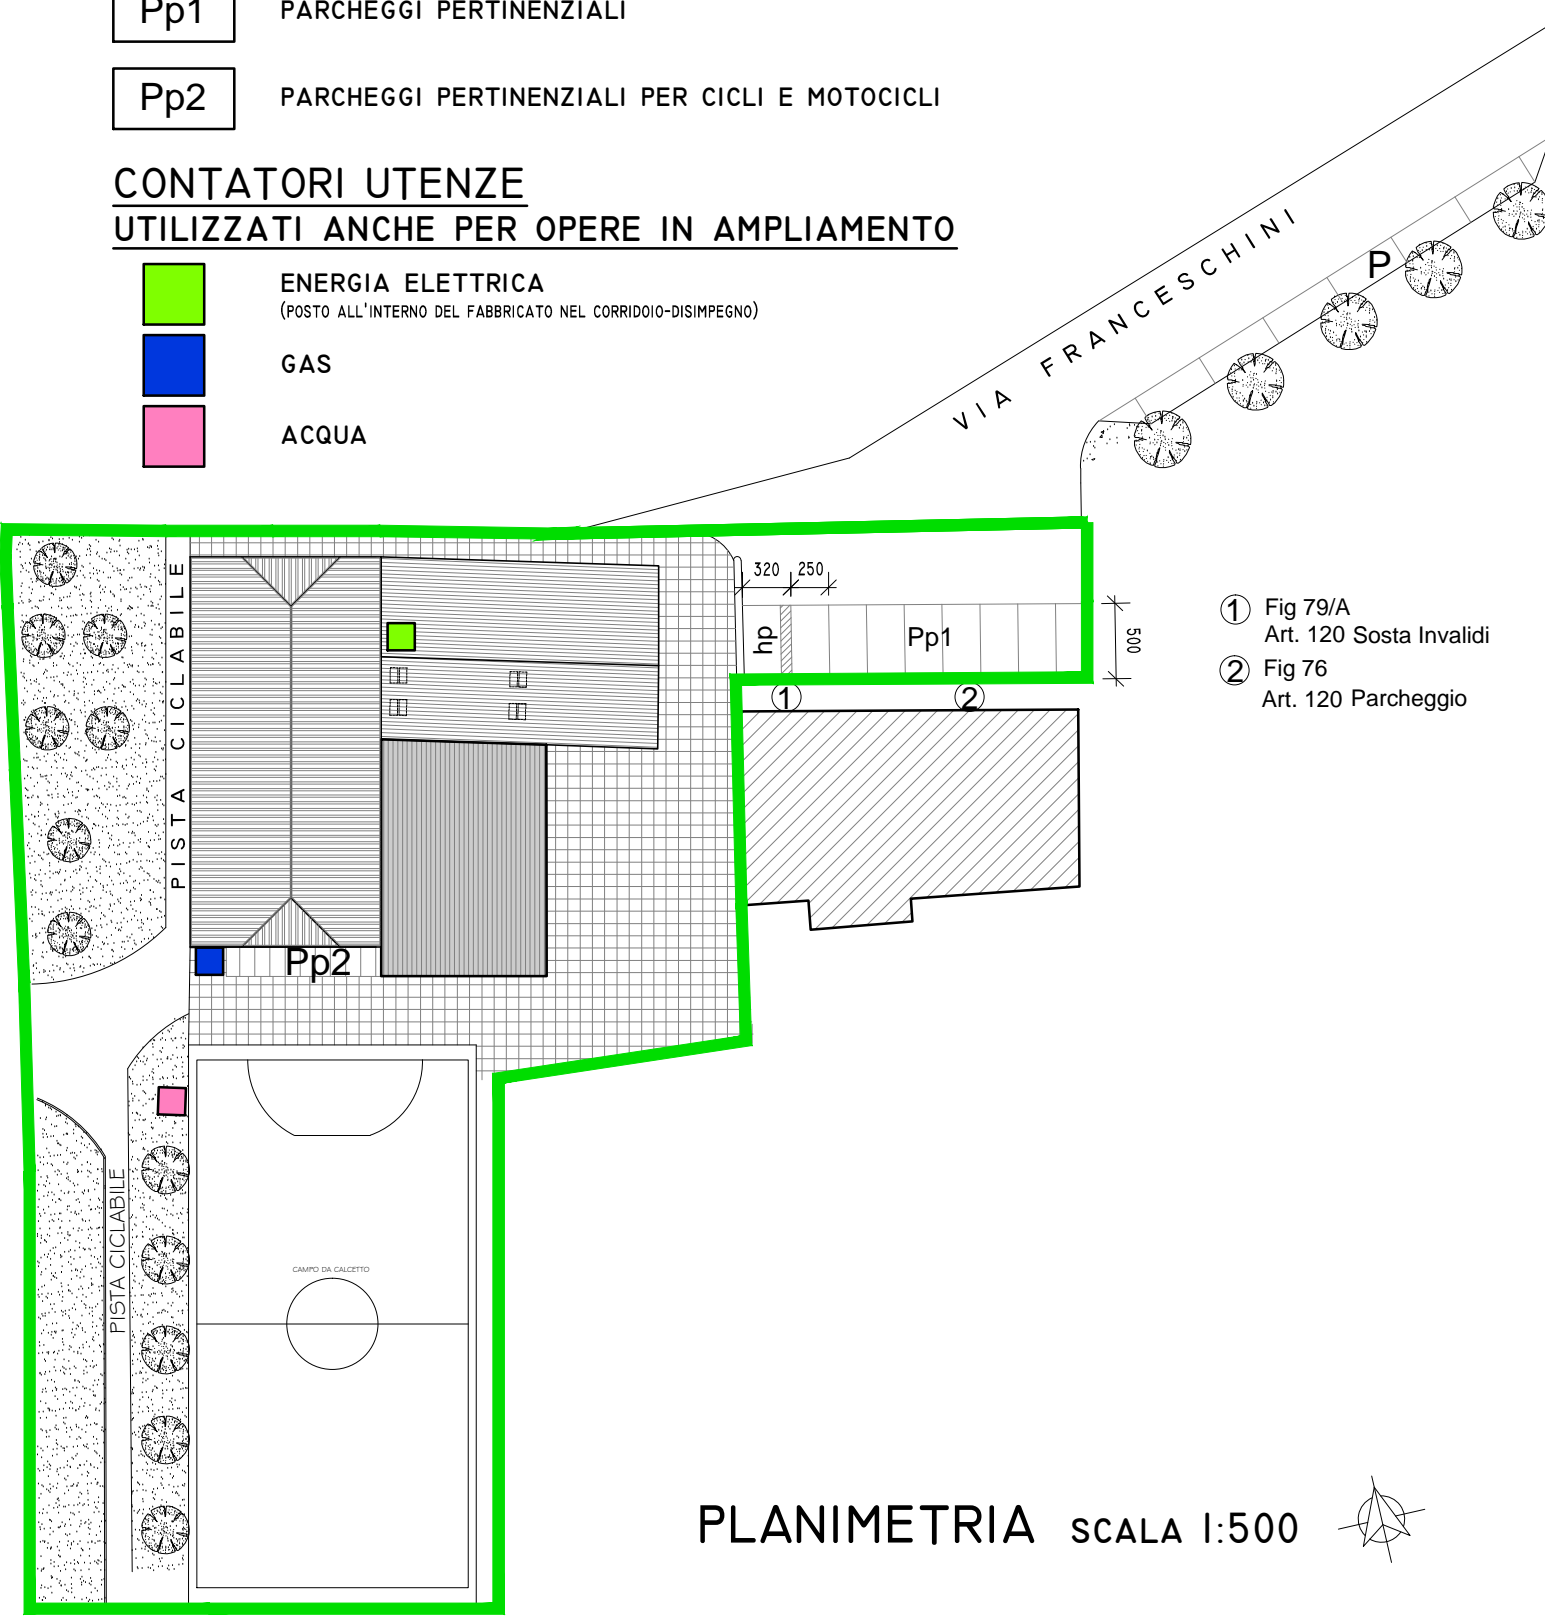 Pp1 PARCHEGGI PERTINENZIALI
Pp2 PARCHEGGI PERTINENZIALI PER CICLI E MOTOCICLI
CONTATORI UTENZE
UTILIZZATI ANCHE PER OPERE IN AMPLIAMENTO
ENERGIA ELETTRICA
(POSTO ALL'INTERNO DEL FABBRICATO NEL CORRIDOIO-DISIMPEGNO)
GAS
ACQUA
VIA FRANCESCHINI
P
PISTA CICLABILE
320 250
500
hp
Pp1
1
2
1 Fig 79/A
Art. 120 Sosta Invalidi
2 Fig 76
Art. 120 Parcheggio
Pp2
PISTA CICLABILE
CAMPO DA CALCETTO
PLANIMETRIA SCALA 1:500